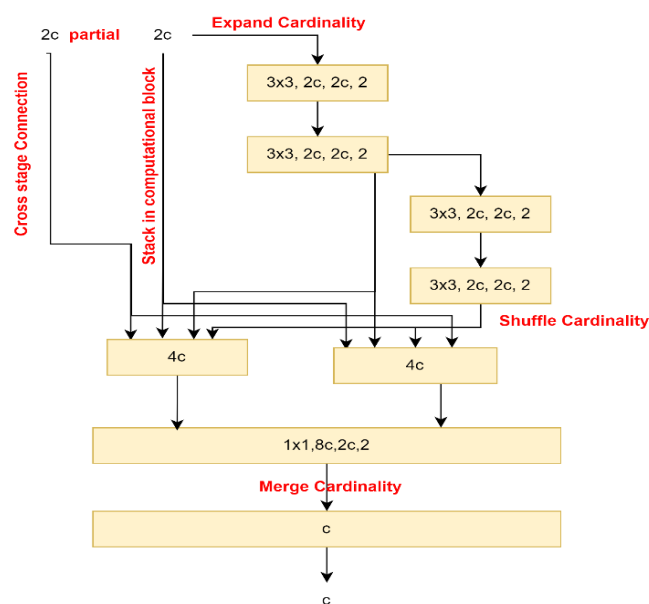 Expand Cardinality
2c partial 2c
3x3, 2c, 2c, 2
3x3, 2c, 2c, 2
Cross stage Connection
Stack in computational block
3x3, 2c, 2c, 2
3x3, 2c, 2c, 2
Shuffle Cardinality
4c
4c
1x1,8c,2c,2
Merge Cardinality
c
c